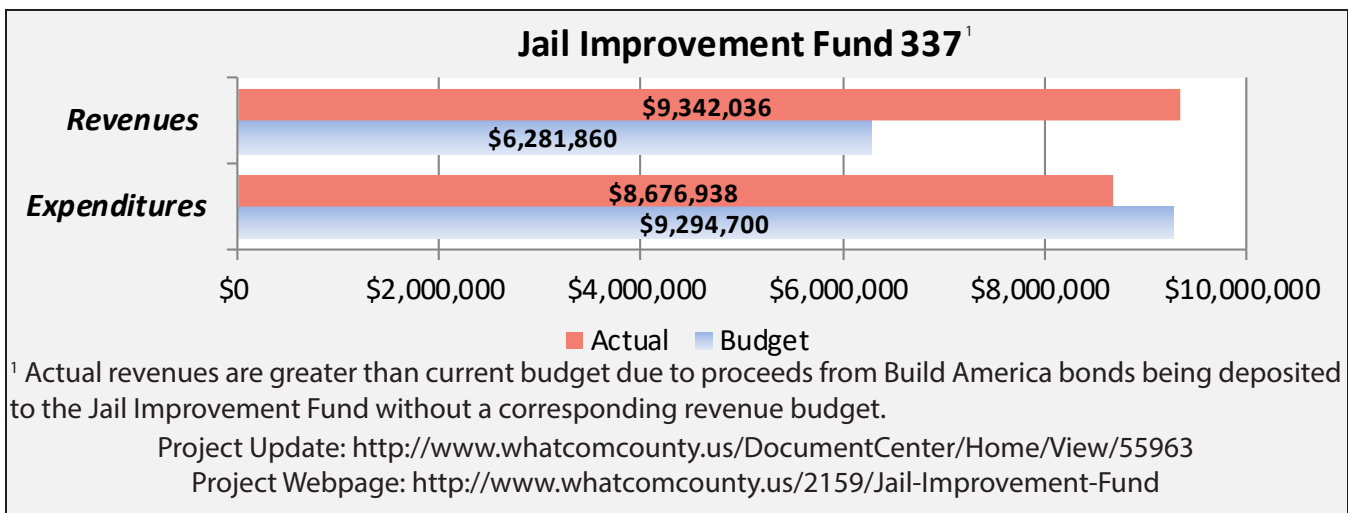 Jail Improvement Fund 337¹
Revenues
$9,342,036
$6,281,860
Expenditures
$8,676,938
$9,294,700
$0 $2,000,000 $4,000,000 $6,000,000 $8,000,000 $10,000,000
Actual Budget
¹ Actual revenues are greater than current budget due to proceeds from Build America bonds being deposited
to the Jail Improvement Fund without a corresponding revenue budget.
Project Update: http://www.whatcomcounty.us/DocumentCenter/Home/View/55963
Project Webpage: http://www.whatcomcounty.us/2159/Jail-Improvement-Fund